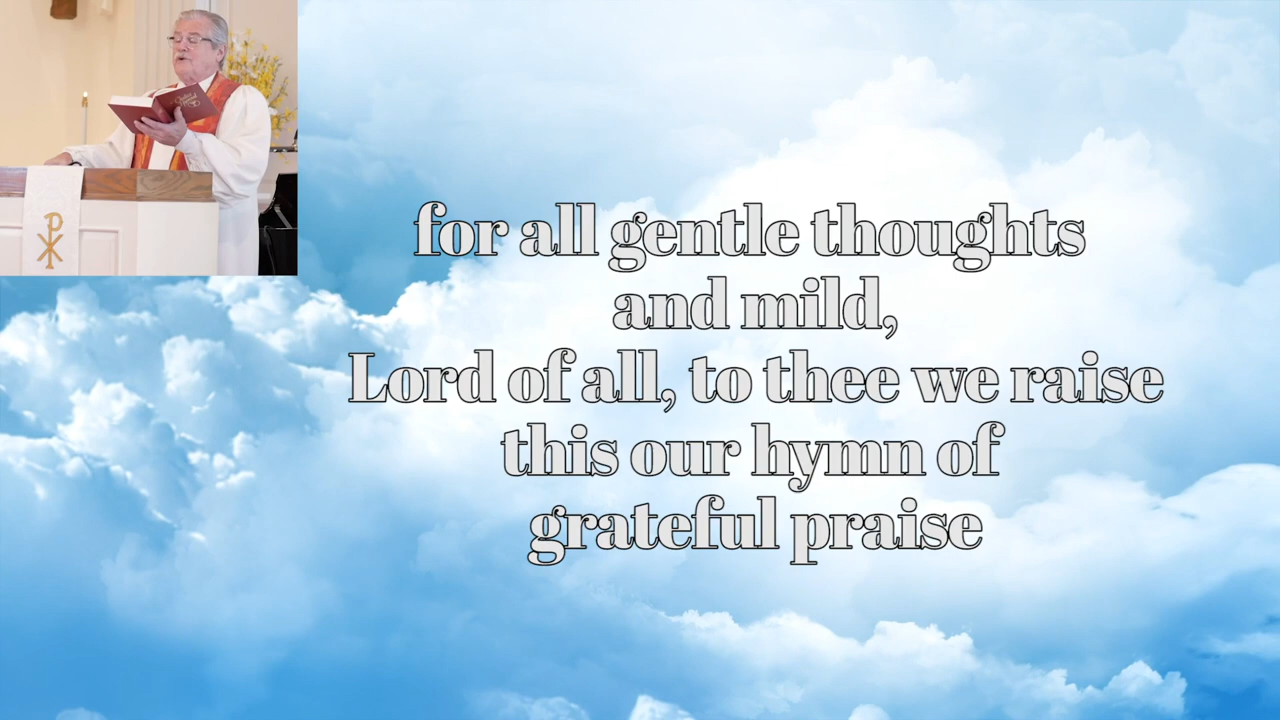 for all gentle thoughts
and mild,
Lord of all, to thee we raise
this our hymn of
grateful praise